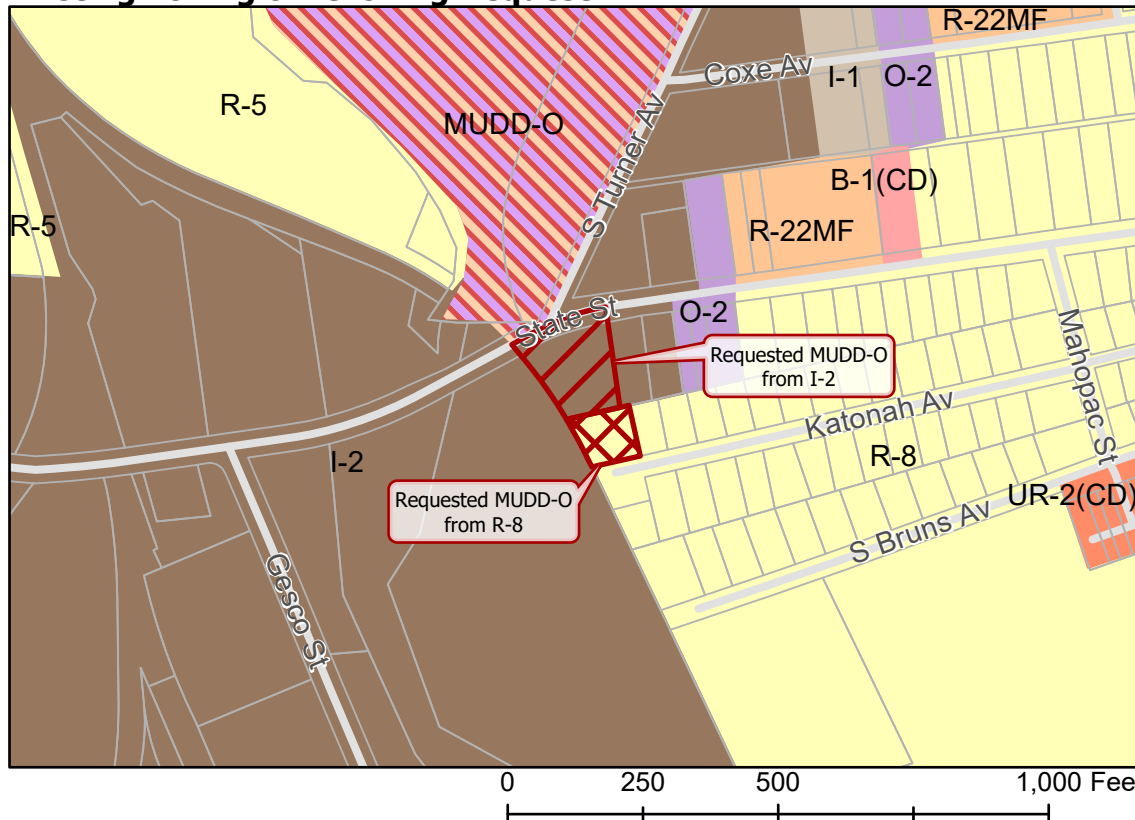 R-22MF
Coxe Av
I-1
O-2
R-5
MUDD-O
S Turner Av
B-1(CD)
R-5
R-22MF
State St
O-2
Mahopac St
Requested MUDD-O
from I-2
Katonah Av
R-8
I-2
Requested MUDD-O
from R-8
UR-2(CD)
S Bruns Av
Gesco St
0 250 500 1,000 Fee